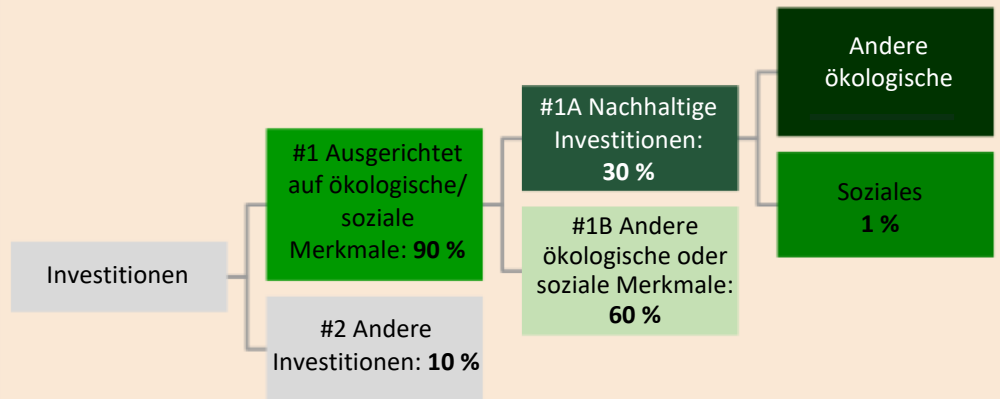 Andere
ökologische
#1A Nachhaltige
Investitionen:
30 %
#1 Ausgerichtet
auf ökologische/
soziale
Merkmale: 90 %
Soziales
1 %
#1B Andere
ökologische oder
soziale Merkmale:
60 %
Investitionen
#2 Andere
Investitionen: 10 %